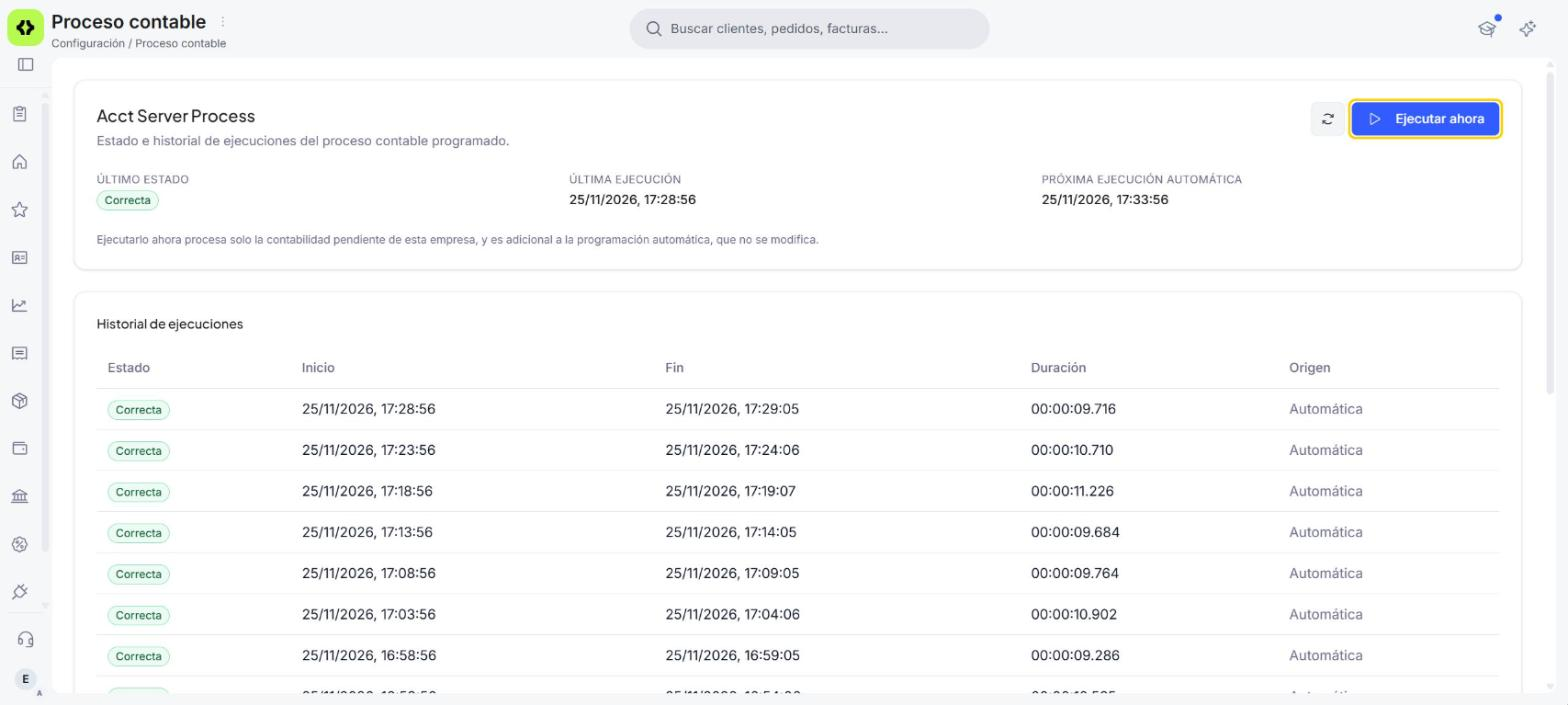 Proceso contable
Configuración / Proceso contable
Buscar clientes, pedidos, facturas...
Acct Server Process
Estado e historial de ejecuciones del proceso contable programado.
Ejecutar ahora
ÚLTIMO ESTADO ÚLTIMA EJECUCIÓN PRÓXIMA EJECUCIÓN AUTOMÁTICA
Correcta 25/11/2026, 17:28:56 25/11/2026, 17:33:56
Ejecutarlo ahora procesa solo la contabilidad pendiente de esta empresa, y es adicional a la programación automática, que no se modifica.
Historial de ejecuciones
Estado Inicio Fin Duración Origen
Correcta 25/11/2026, 17:28:56 25/11/2026, 17:29:05 00:00:09.716 Automática
Correcta 25/11/2026, 17:23:56 25/11/2026, 17:24:06 00:00:10.710 Automática
Correcta 25/11/2026, 17:18:56 25/11/2026, 17:19:07 00:00:11.226 Automática
Correcta 25/11/2026, 17:13:56 25/11/2026, 17:14:05 00:00:09.684 Automática
Correcta 25/11/2026, 17:08:56 25/11/2026, 17:09:05 00:00:09.764 Automática
Correcta 25/11/2026, 17:03:56 25/11/2026, 17:04:06 00:00:10.902 Automática
Correcta 25/11/2026, 16:58:56 25/11/2026, 16:59:05 00:00:09.286 Automática
E
A